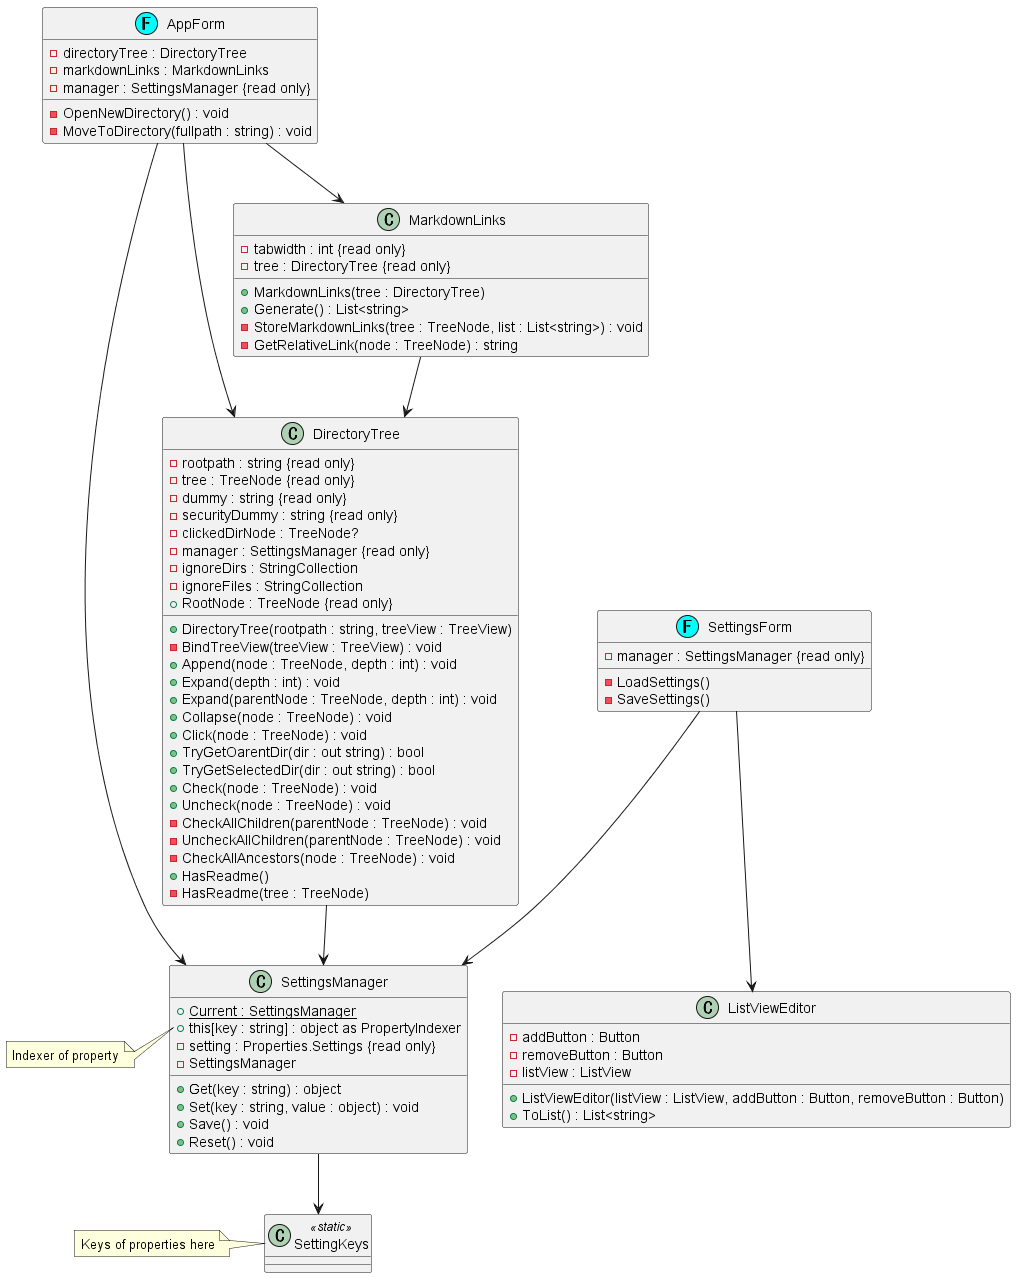 F AppForm
directoryTree : DirectoryTree
markdownLinks : MarkdownLinks
manager : SettingsManager {read only}
OpenNewDirectory() : void
MoveToDirectory(fullpath : string) : void
C MarkdownLinks
tabwidth : int {read only}
tree : DirectoryTree {read only}
MarkdownLinks(tree : DirectoryTree)
Generate() : List<string>
StoreMarkdownLinks(tree : TreeNode, list : List<string>) : void
GetRelativeLink(node : TreeNode) : string
C DirectoryTree
rootpath : string {read only}
tree : TreeNode {read only}
dummy : string {read only}
securityDummy : string {read only}
clickedDirNode : TreeNode?
manager : SettingsManager {read only}
ignoreDirs : StringCollection
ignoreFiles : StringCollection
RootNode : TreeNode {read only}
DirectoryTree(rootpath : string, treeView : TreeView)
BindTreeView(treeView : TreeView) : void
Append(node : TreeNode, depth : int) : void
Expand(depth : int) : void
Expand(parentNode : TreeNode, depth : int) : void
Collapse(node : TreeNode) : void
Click(node : TreeNode) : void
TryGetOarentDir(dir : out string) : bool
TryGetSelectedDir(dir : out string) : bool
Check(node : TreeNode) : void
Uncheck(node : TreeNode) : void
CheckAllChildren(parentNode : TreeNode) : void
UncheckAllChildren(parentNode : TreeNode) : void
CheckAllAncestors(node : TreeNode) : void
HasReadme()
HasReadme(tree : TreeNode)
F SettingsForm
manager : SettingsManager {read only}
LoadSettings()
SaveSettings()
C SettingsManager
Current : SettingsManager
this[key : string] : object as PropertyIndexer
setting : Properties.Settings {read only}
SettingsManager
Get(key : string) : object
Set(key : string, value : object) : void
Save() : void
Reset() : void
Indexer of property
C ListViewEditor
addButton : Button
removeButton : Button
listView : ListView
ListViewEditor(listView : ListView, addButton : Button, removeButton : Button)
ToList() : List<string>
Keys of properties here
«static»
C SettingKeys